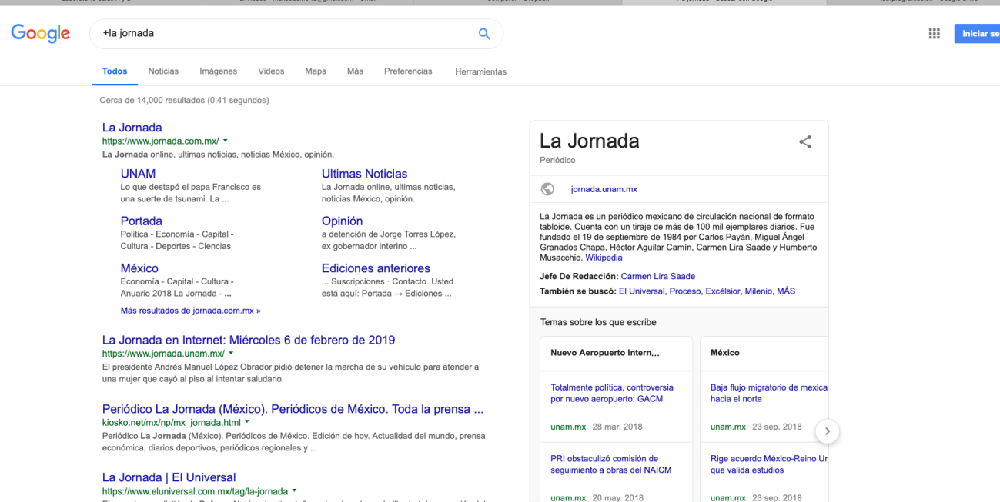 Google
+la jornada
Iniciar se
Todos Noticias Imágenes Videos Maps Más Preferencias Herramientas
Cerca de 14,000 resultados (0.41 segundos)
La Jornada
https://www.jornada.com.mx/
La Jornada online, ultimas noticias, noticias México, opinión.
UNAM
Lo que destapó el papa Francisco es
una suerte de tsunami. La ...
Ultimas Noticias
La Jornada online, ultimas noticias,
noticias México, opinión.
Portada
Politica - Economía - Capital -
Cultura - Deportes - Ciencias
Opinión
a detención de Jorge Torres López,
ex gobernador interino ...
México
Economía - Capital - Cultura -
Anuario 2018 La Jornada - ...
Ediciones anteriores
... Suscripciones · Contacto. Usted
está aquí: Portada → Ediciones ...
Más resultados de jornada.com.mx »
La Jornada en Internet: Miércoles 6 de febrero de 2019
https://www.jornada.unam.mx/
El presidente Andrés Manuel López Obrador pidió detener la marcha de su vehículo para atender a
una mujer que cayó al piso al intentar saludarlo.
Periódico La Jornada (México). Periódicos de México. Toda la prensa ...
kiosko.net/mx/np/mx_jornada.html
Periódico La Jornada (México). Periódicos de México. Edición de hoy. Actualidad del mundo, prensa
económica, diarios deportivos, periódicos regionales y ...
La Jornada | El Universal
https://www.eluniversal.com.mx/tag/la-jornada
La Jornada
Periódico
jornada.unam.mx
La Jornada es un periódico mexicano de circulación nacional de formato
tabloide. Cuenta con un tiraje de más de 100 mil ejemplares diarios. Fue
fundado el 19 de septiembre de 1984 por Carlos Payán, Miguel Ángel
Granados Chapa, Héctor Aguilar Camín, Carmen Lira Saade y Humberto
Musacchio. Wikipedia
Jefe De Redacción: Carmen Lira Saade
También se buscó: El Universal, Proceso, Excélsior, Milenio, MÁS
Temas sobre los que escribe
Nuevo Aeropuerto Intern...
Totalmente política, controversia
por nuevo aeropuerto: GACM
unam.mx 28 mar. 2018
PRI obstaculizó comisión de
seguimiento a obras del NAICM
unam.mx 20 may. 2018
México
Baja flujo migratorio de mexica
hacia el norte
unam.mx 23 sep. 2018
Rige acuerdo México-Reino Un
que valida estudios
unam.mx 23 sep. 2018